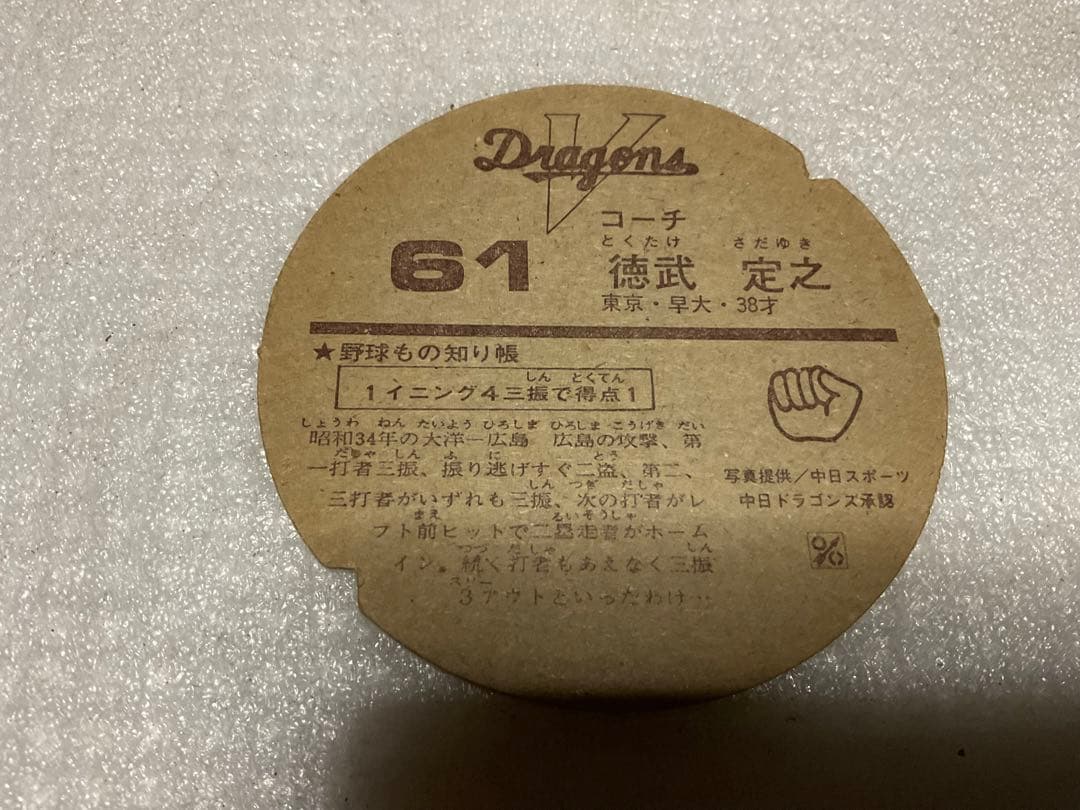 Dragons
V
61
コーチ
とくたけ さだゆき
徳武 定之
東京・早大・38才
★野球もの知り帳
しん とくてん
1イニング4三振で得点1
しょうわ ねん たいよう ひろしま ひろしま こうげき だい
昭和34年の大洋ー広島 広島の攻撃、第
だしゃ しん ふ に とう
一打者三振、振り逃げすぐ二盗、第二、
しん つぎ だしゃ
三打者がいずれも三振、次の打者がレ
まえ るいそうしゃ
フト前ヒットで二塁走者がホーム
つづ だしゃ しん
イン。続く打者もあえなく三振
スリー
3アウトといったわけ…
写真提供/中日スポーツ
中日ドラゴンズ承認